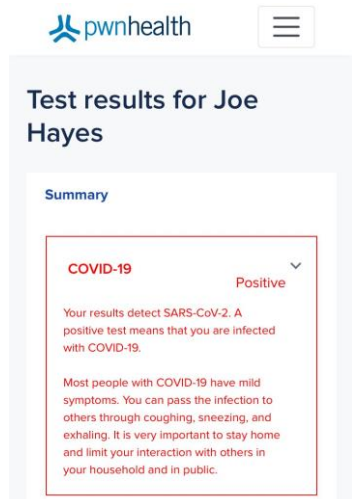 pwnhealth
Test results for Joe
Hayes
Summary
COVID-19
Positive
Your results detect SARS-CoV-2. A
positive test means that you are infected
with COVID-19.
Most people with COVID-19 have mild
symptoms. You can pass the infection to
others through coughing, sneezing, and
exhaling. It is very important to stay home
and limit your interaction with others in
your household and in public.